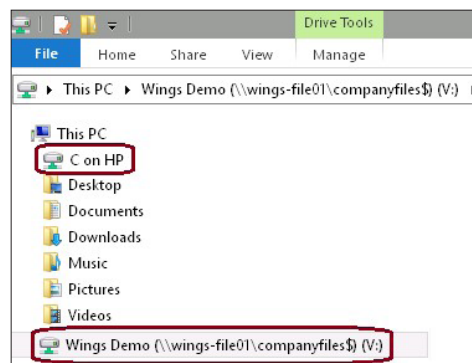 Drive Tools
File Home Share View Manage
This PC Wings Demo (\\wings-file01\companyfiles$) (V:)
This PC
C on HP
Desktop
Documents
Downloads
Music
Pictures
Videos
Wings Demo (\\wings-file01\companyfiles$) (V:)